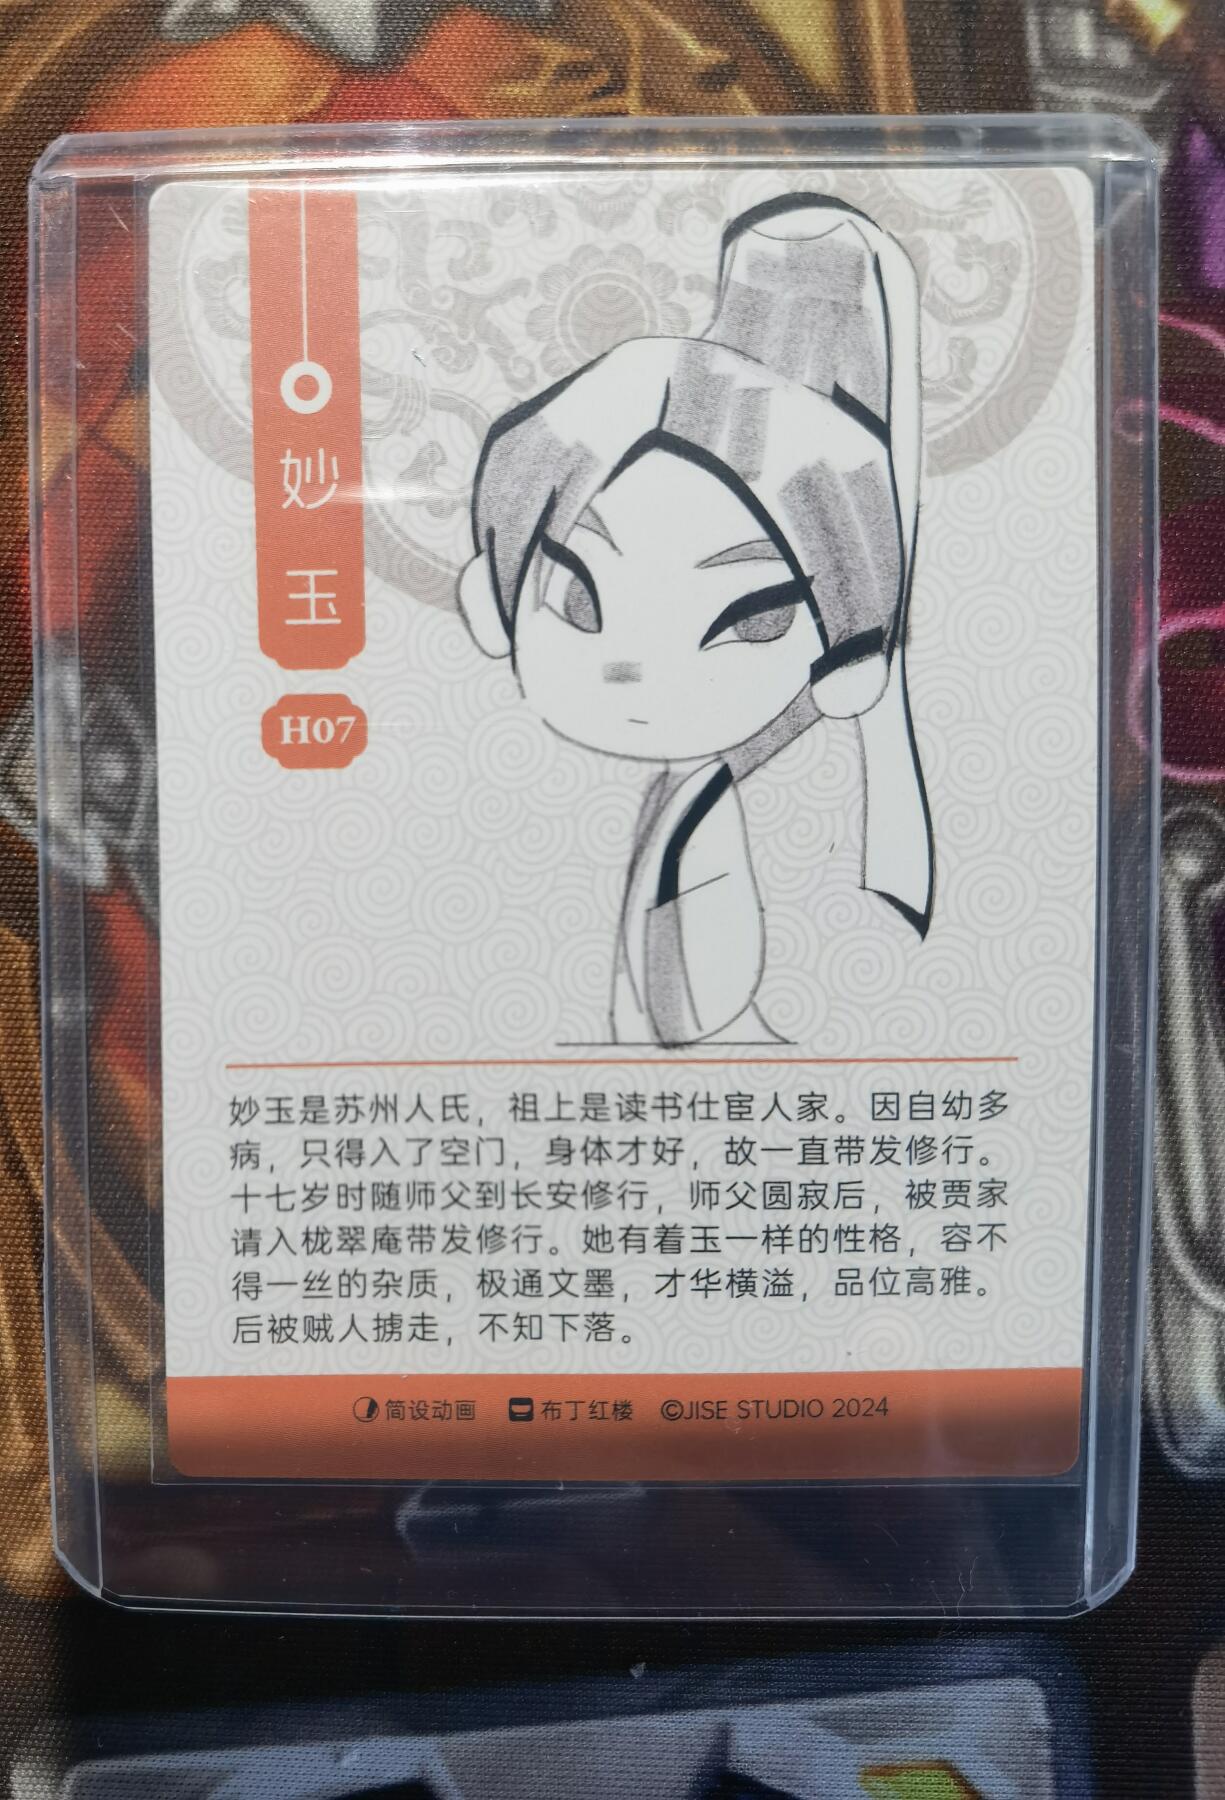 妙玉
H07
妙玉是苏州人氏，祖上是读书仕宦人家。因自幼多
病，只得入了空门，身体才好，故一直带发修行。
十七岁时随师父到长安修行，师父圆寂后，被贾家
请入栊翠庵带发修行。她有着玉一样的性格，容不
得一丝的杂质，极通文墨，才华横溢，品位高雅。
后被贼人掳走，不知下落。
简设动画 布丁红楼 ©JISE STUDIO 2024